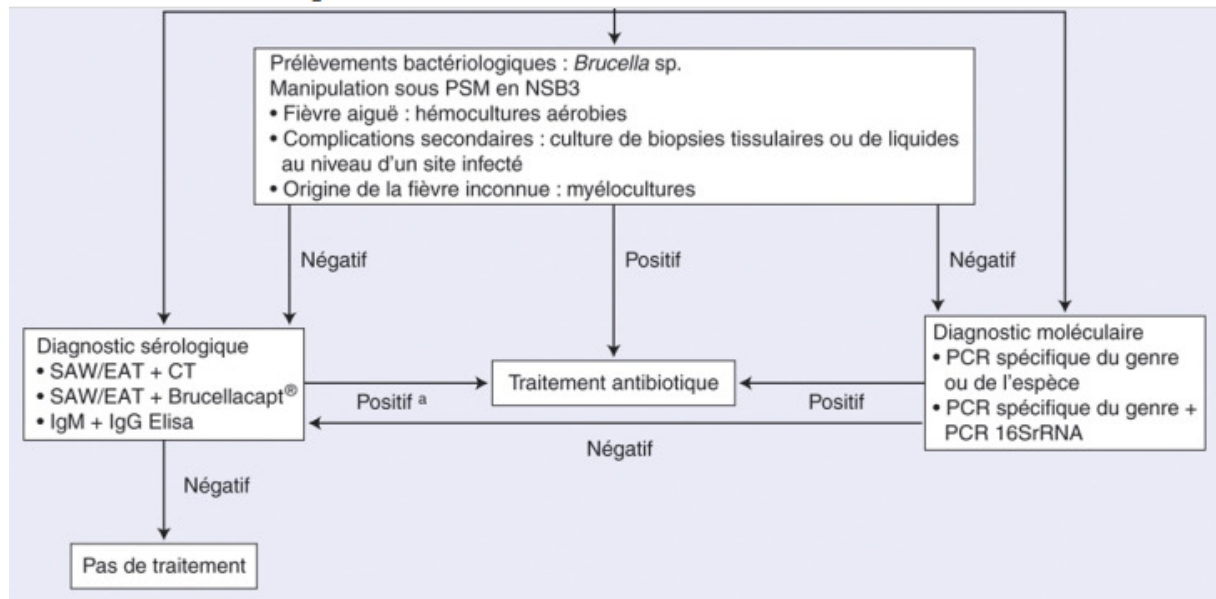 Prélèvements bactériologiques : Brucella sp.
Manipulation sous PSM en NSB3
• Fièvre aiguë : hémocultures aérobies
• Complications secondaires : culture de biopsies tissulaires ou de liquides
au niveau d'un site infecté
• Origine de la fièvre inconnue : myélocultures
Négatif
Positif
Négatif
Diagnostic sérologique
• SAW/EAT + CT
• SAW/EAT + Brucellacapt®
• IgM + IgG Elisa
Positif a
Traitement antibiotique
Positif
Diagnostic moléculaire
• PCR spécifique du genre
ou de l'espèce
• PCR spécifique du genre +
PCR 16SrRNA
Négatif
Négatif
Pas de traitement